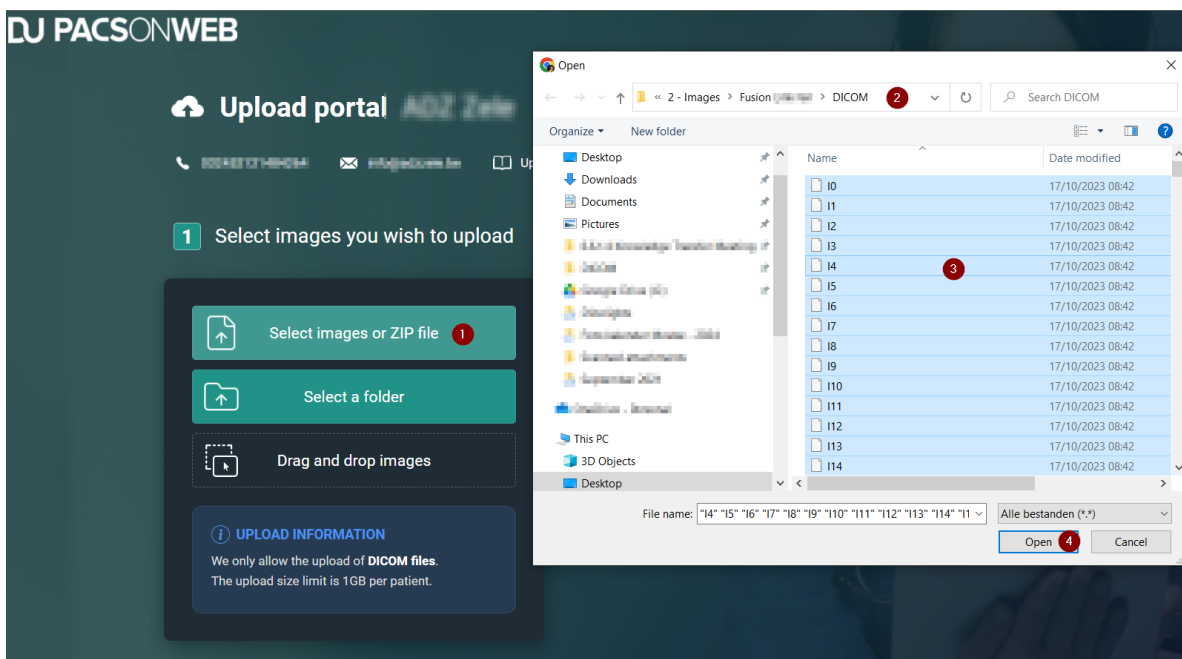 DU PACSONWEB
Upload portal
Up
1 Select images you wish to upload
Select images or ZIP file 1
Select a folder
Drag and drop images
UPLOAD INFORMATION
We only allow the upload of DICOM files.
The upload size limit is 1GB per patient.
Open
« 2 - Images > Fusion > DICOM 2
Search DICOM
Organize New folder
Desktop
Downloads
Documents
Pictures
This PC
3D Objects
Desktop
Name Date modified
I0 17/10/2023 08:42
I1 17/10/2023 08:42
I2 17/10/2023 08:42
I3 17/10/2023 08:42
I4 3 17/10/2023 08:42
I5 17/10/2023 08:42
I6 17/10/2023 08:42
I7 17/10/2023 08:42
I8 17/10/2023 08:42
I9 17/10/2023 08:42
I10 17/10/2023 08:42
I11 17/10/2023 08:42
I12 17/10/2023 08:42
I13 17/10/2023 08:42
I14 17/10/2023 08:42
File name: "I4" "I5" "I6" "I7" "I8" "I9" "I10" "I11" "I12" "I13" "I14" "I1 Alle bestanden (*.*)
Open 4 Cancel